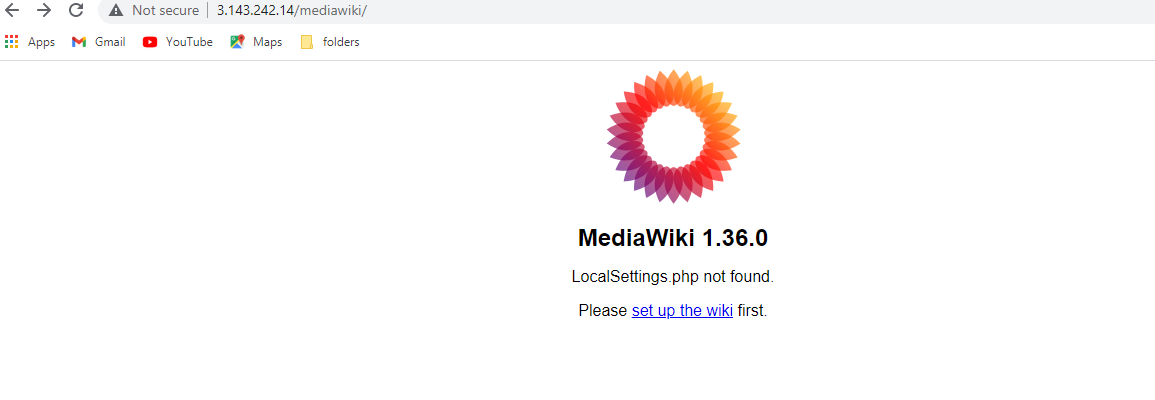 Not secure | 3.143.242.14/mediawiki/
Apps Gmail YouTube Maps folders
MediaWiki 1.36.0
LocalSettings.php not found.
Please set up the wiki first.